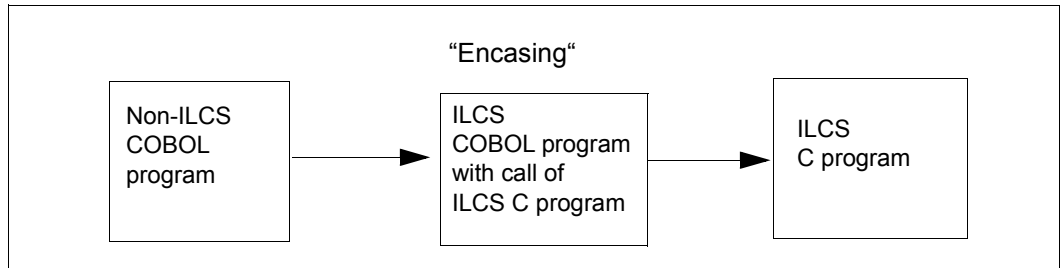 “Encasing“
Non-ILCS
COBOL
program
ILCS
COBOL program
with call of
ILCS C program
ILCS
C program